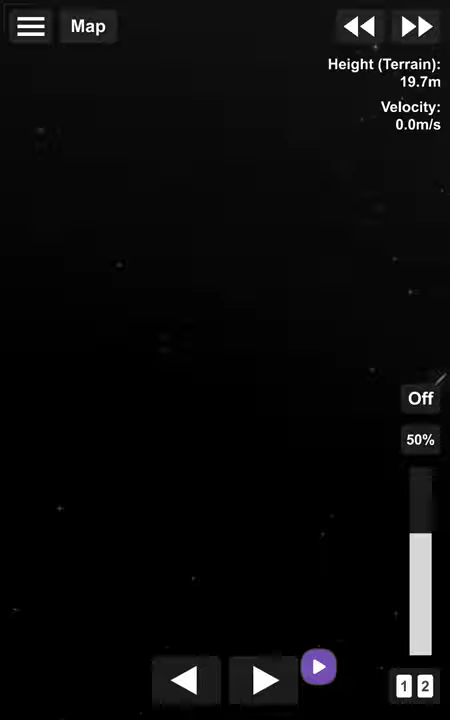 Map
Height (Terrain):
19.7m
Velocity:
0.0m/s
Off
50%
1 2